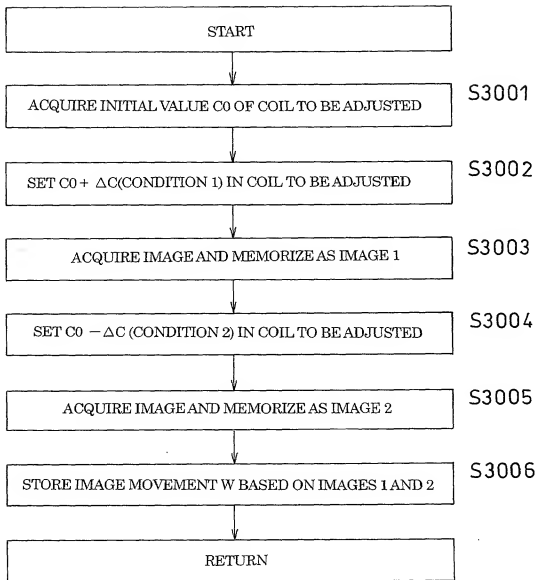 START
ACQUIRE INITIAL VALUE C0 OF COIL TO BE ADJUSTED
S3001
SET C0 + ΔC(CONDITION 1) IN COIL TO BE ADJUSTED
S3002
ACQUIRE IMAGE AND MEMORIZE AS IMAGE 1
S3003
SET C0 −ΔC (CONDITION 2) IN COIL TO BE ADJUSTED
S3004
ACQUIRE IMAGE AND MEMORIZE AS IMAGE 2
S3005
STORE IMAGE MOVEMENT W BASED ON IMAGES 1 AND 2
S3006
RETURN